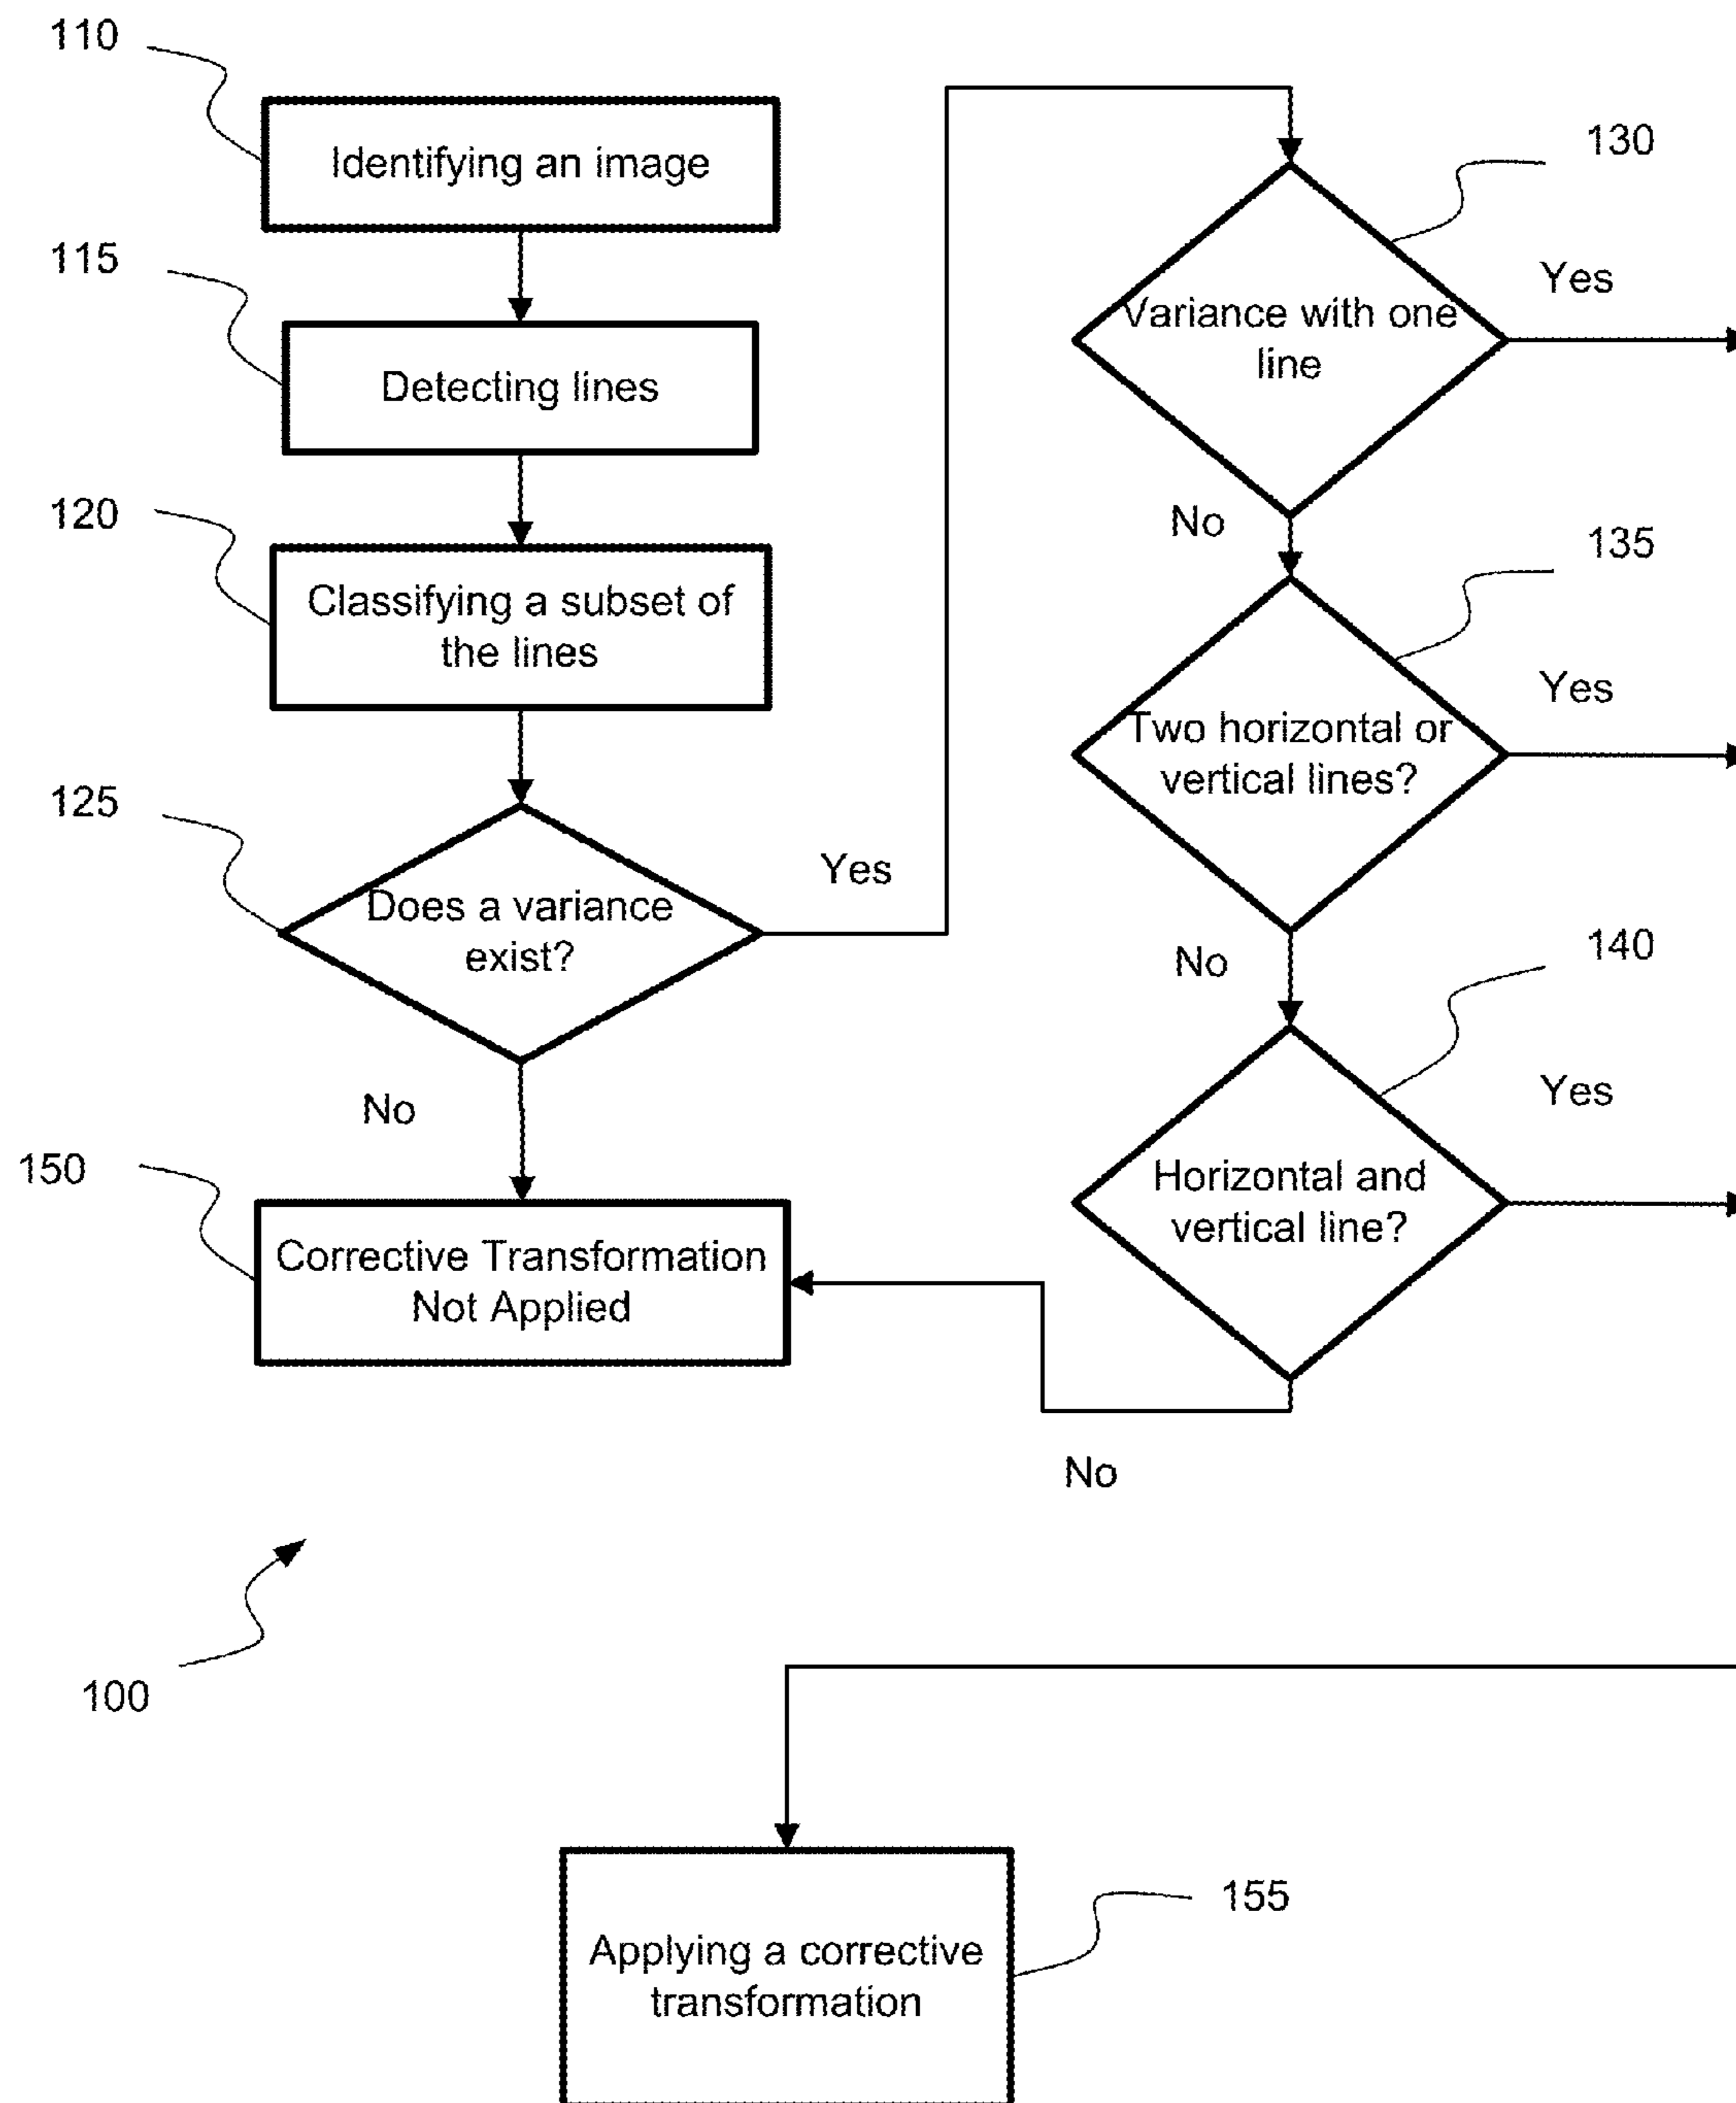 110
Identifying an image
115
Detecting lines
120
Classifying a subset of
the lines
125
Does a variance
exist?
Yes
No
150
Corrective Transformation
Not Applied
130
Variance with one
line
Yes
No
135
Two horizontal or
vertical lines?
Yes
No
140
Horizontal and
vertical line?
Yes
No
100
155
Applying a corrective
transformation